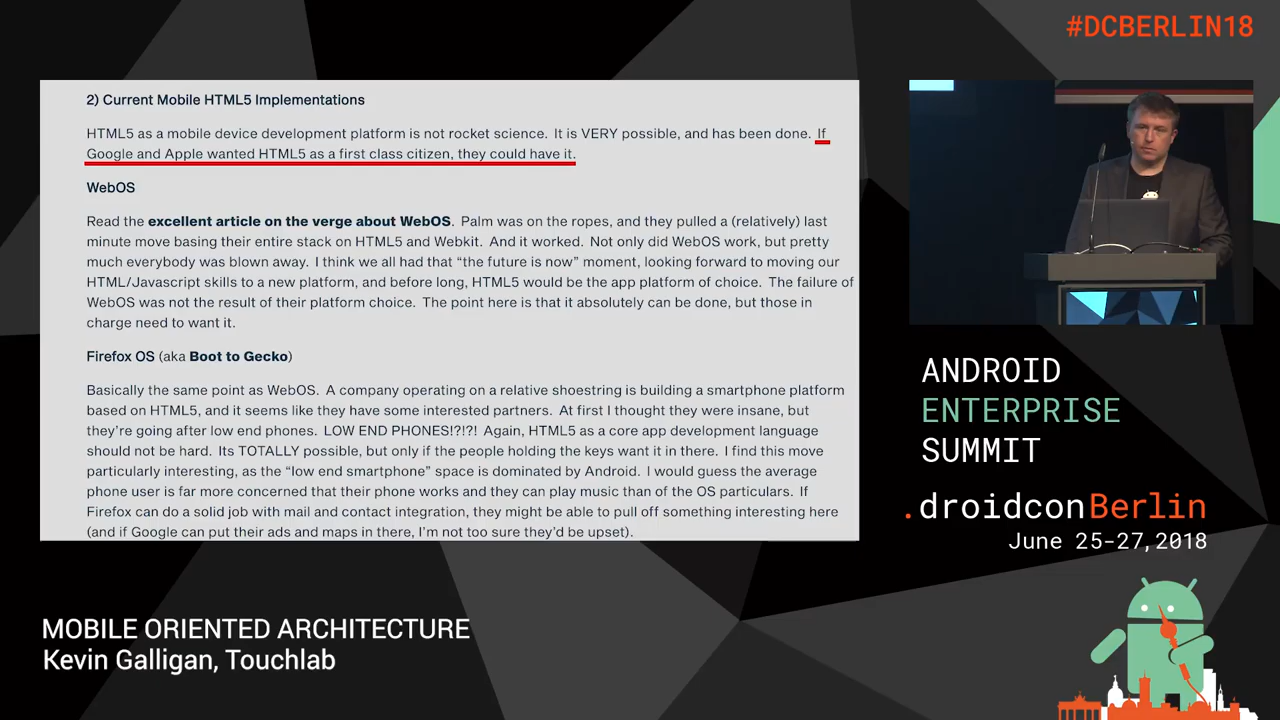 #DCBERLIN18
2) Current Mobile HTML5 Implementations
HTML5 as a mobile device development platform is not rocket science. It is VERY possible, and has been done. If
Google and Apple wanted HTML5 as a first class citizen, they could have it.
WebOS
Read the excellent article on the verge about WebOS. Palm was on the ropes, and they pulled a (relatively) last
minute move basing their entire stack on HTML5 and Webkit. And it worked. Not only did WebOS work, but pretty
much everybody was blown away. I think we all had that “the future is now” moment, looking forward to moving our
HTML/Javascript skills to a new platform, and before long, HTML5 would be the app platform of choice. The failure of
WebOS was not the result of their platform choice. The point here is that it absolutely can be done, but those in
charge need to want it.
Firefox OS (aka Boot to Gecko)
Basically the same point as WebOS. A company operating on a relative shoestring is building a smartphone platform
based on HTML5, and it seems like they have some interested partners. At first I thought they were insane, but
they’re going after low end phones. LOW END PHONES!?!?! Again, HTML5 as a core app development language
should not be hard. Its TOTALLY possible, but only if the people holding the keys want it in there. I find this move
particularly interesting, as the “low end smartphone” space is dominated by Android. I would guess the average
phone user is far more concerned that their phone works and they can play music than of the OS particulars. If
Firefox can do a solid job with mail and contact integration, they might be able to pull off something interesting here
(and if Google can put their ads and maps in there, I’m not too sure they’d be upset).
ANDROID
ENTERPRISE
SUMMIT
.droidconBerlin
June 25-27,2018
MOBILE ORIENTED ARCHITECTURE
Kevin Galligan, Touchlab